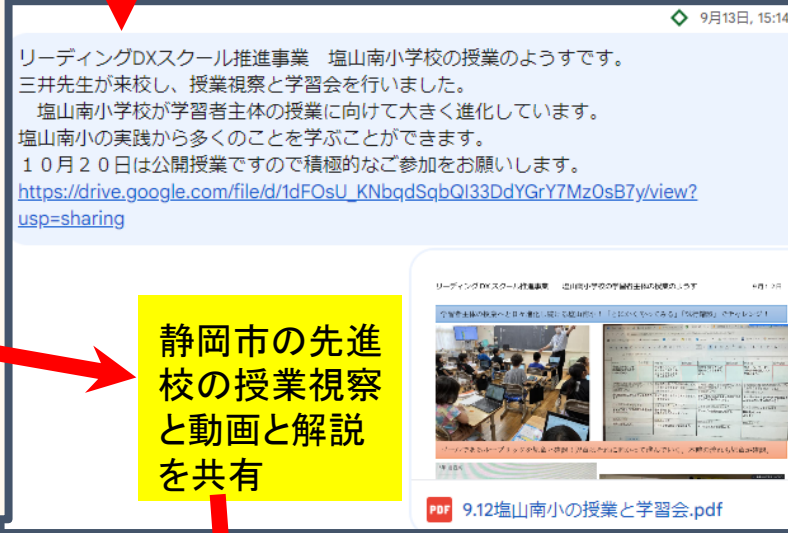 9月13日, 15:14
リーディングDXスクール推進事業　塩山南小学校の授業のようすです。
三井先生が来校し、授業視察と学習会を行いました。
　塩山南小学校が学習者主体の授業に向けて大きく進化しています。
塩山南小の実践から多くのことを学ぶことができます。
１０月２０日は公開授業ですので積極的なご参加をお願いします。
https://drive.google.com/file/d/1dFOsU_KNbqdSqbQI33DdYGrY7Mz0sB7y/view?
usp=sharing
リーディングDXスクール推進事業　塩山南小学校の学習者主体の授業のようす
静岡市の先進
校の授業視察
と動画と解説
を共有
PDF 9.12塩山南小の授業と学習会.pdf